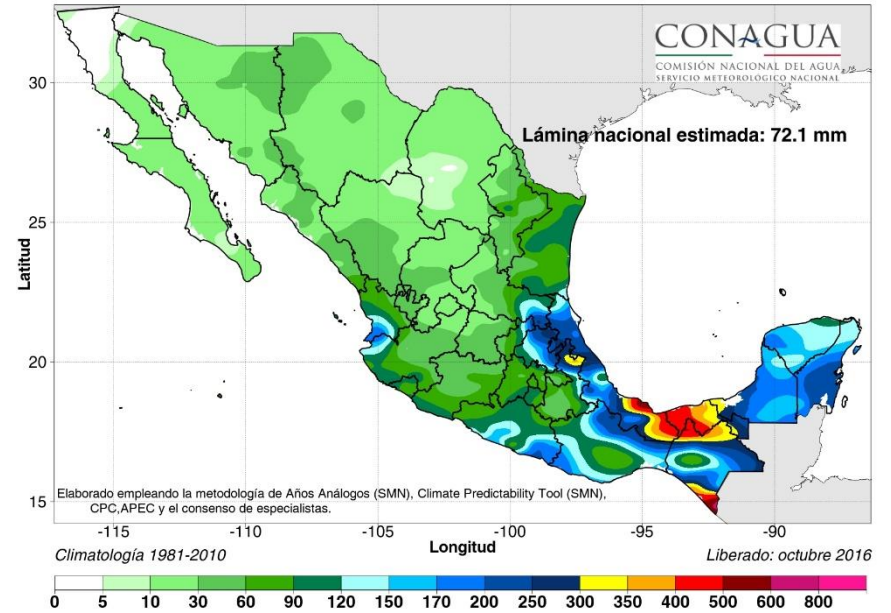 CONAGUA
COMISIÓN NACIONAL DEL AGUA
SERVICIO METEOROLÓGICO NACIONAL
Lámina nacional estimada: 72.1 mm
Latitud
30
25
20
15
Elaborado empleando la metodología de Años Análogos (SMN), Climate Predictability Tool (SMN),
CPC,APEC y el consenso de especialistas.
-115 -110 -105 -100 -95 -90
Climatología 1981-2010 Longitud Liberado: octubre 2016
0 5 10 30 60 90 120 150 170 200 250 300 350 400 500 600 800